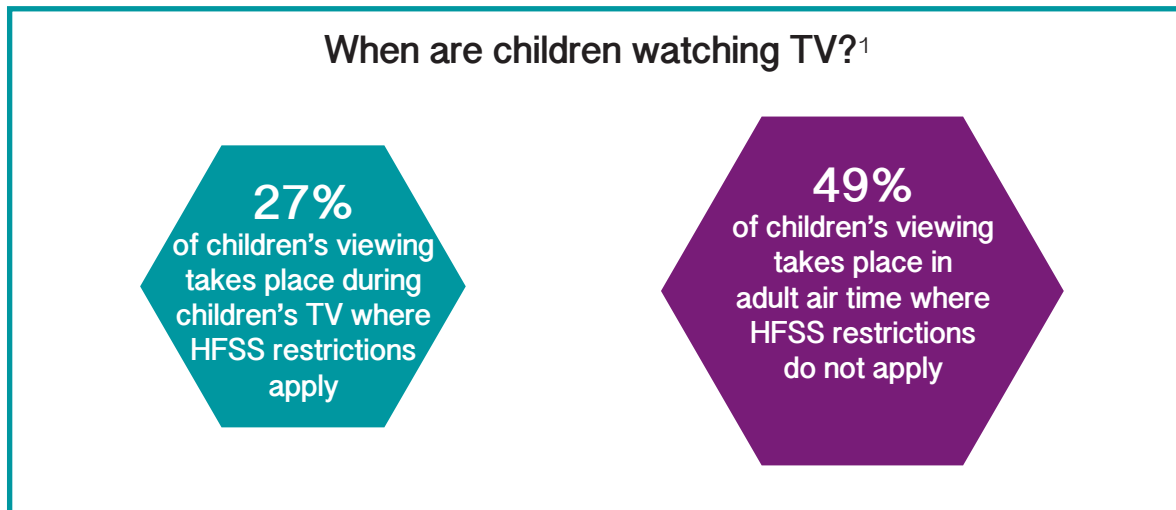 When are children watching TV?¹
27%
of children’s viewing
takes place during
children’s TV where
HFSS restrictions
apply
49%
of children’s viewing
takes place in
adult air time where
HFSS restrictions
do not apply